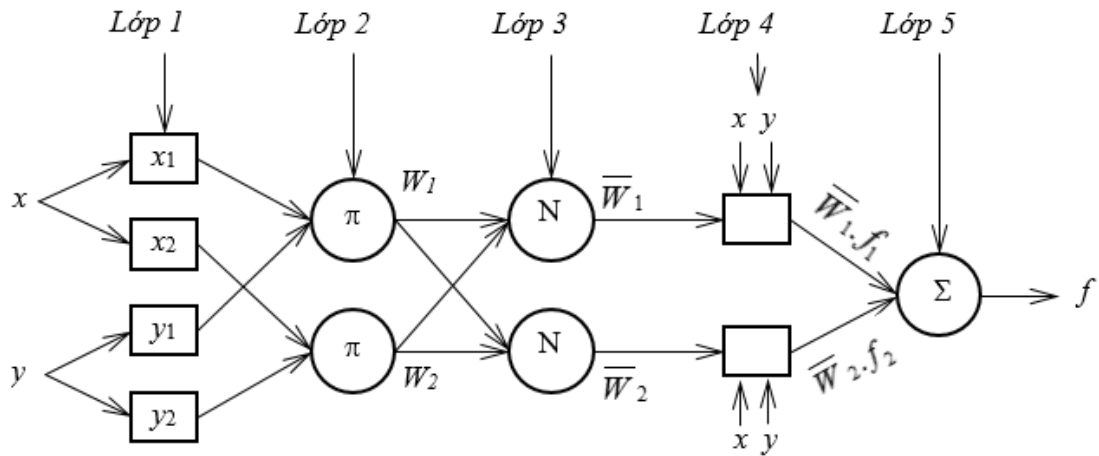 Lớp 1 Lớp 2 Lớp 3 Lớp 4 Lớp 5
x y
x1
x
W1
W̅1
π
N
W̅1.f1
x2
Σ
f
y1
π
N
y
W2
W̅2
W̅2.f2
y2
x y